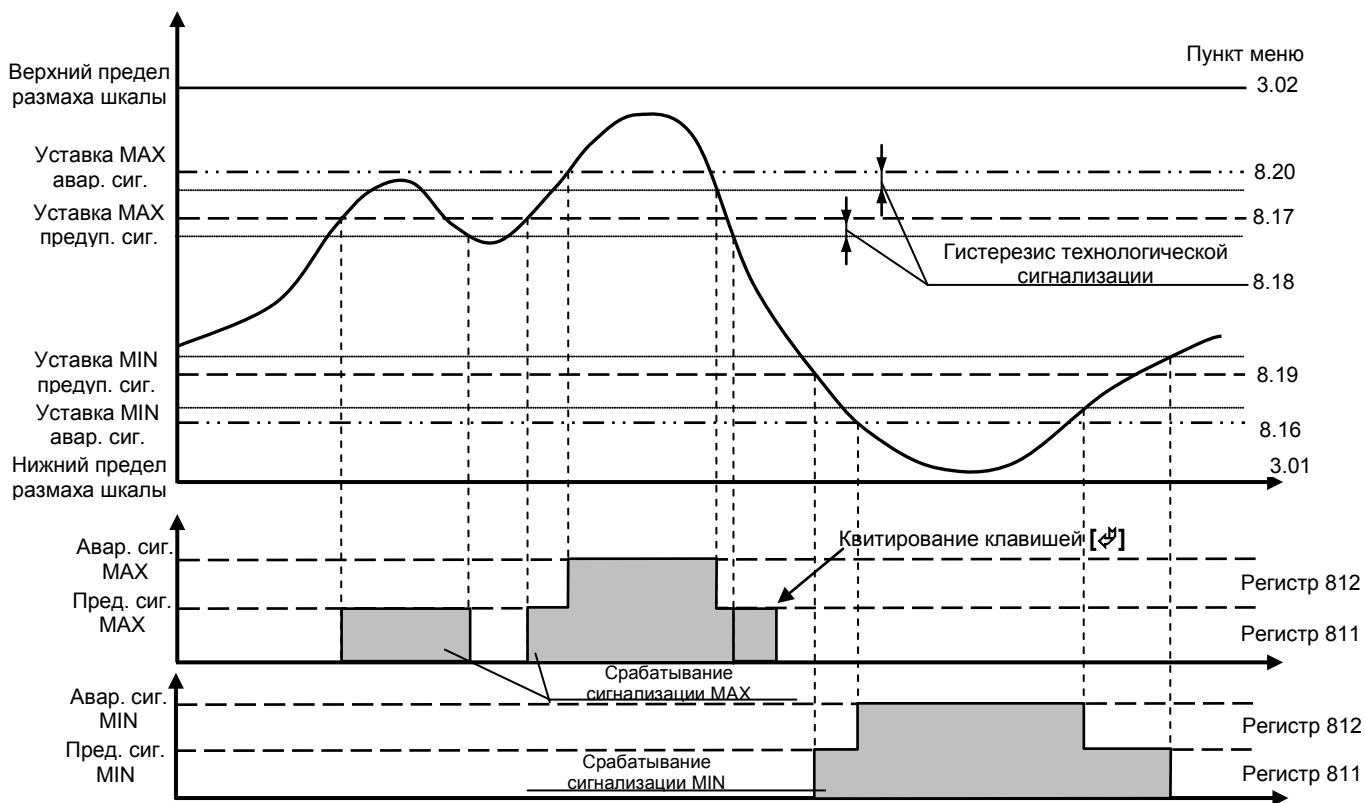 Пункт меню
Верхний предел
размаха шкалы
3.02
Уставка MAX
авар. сиг.
8.20
Уставка MAX
предуп. сиг.
8.17
Гистерезис технологической
сигнализации
8.18
Уставка MIN
предуп. сиг.
8.19
Уставка MIN
авар. сиг.
8.16
Нижний предел
размаха шкалы
3.01
Квитирование клавишей [↵]
Авар. сиг.
MAX
Регистр 812
Пред. сиг.
MAX
Регистр 811
Срабатывание
сигнализации MAX
Авар. сиг.
MIN
Регистр 812
Пред. сиг.
MIN
Срабатывание
сигнализации MIN
Регистр 811